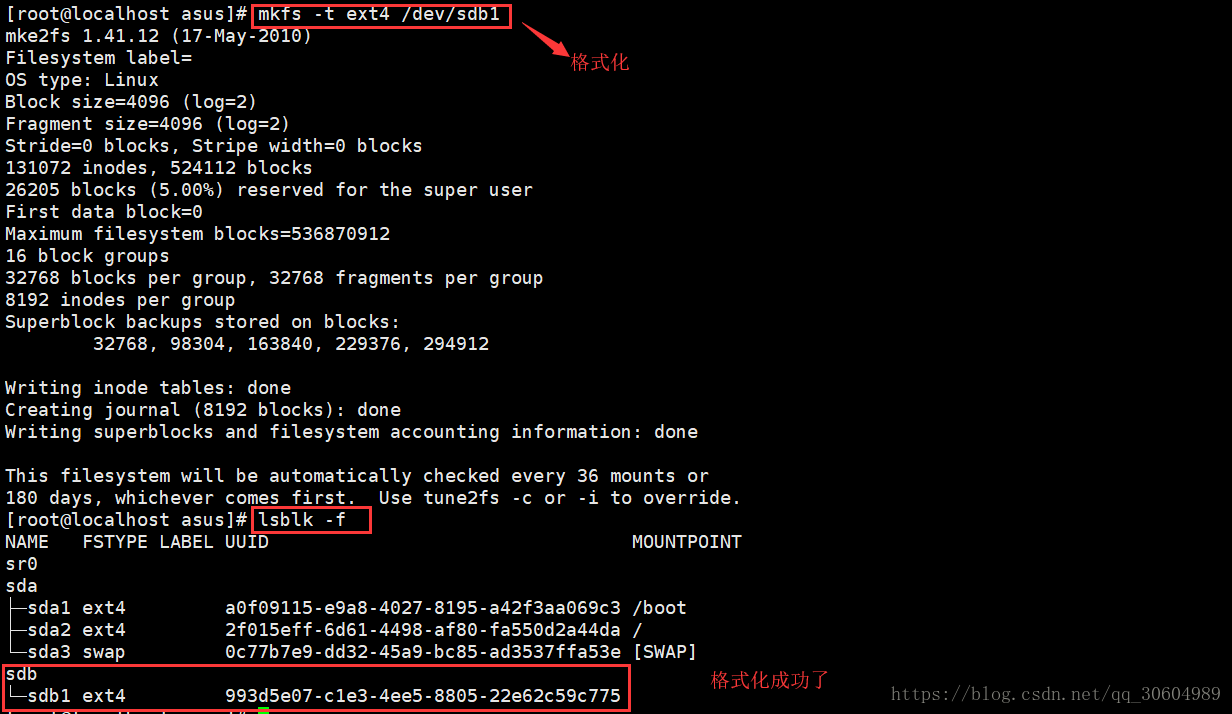 [root@localhost asus]# mkfs -t ext4 /dev/sdb1
mke2fs 1.41.12 (17-May-2010)
格式化
Filesystem label=
OS type: Linux
Block size=4096 (log=2)
Fragment size=4096 (log=2)
Stride=0 blocks, Stripe width=0 blocks
131072 inodes, 524112 blocks
26205 blocks (5.00%) reserved for the super user
First data block=0
Maximum filesystem blocks=536870912
16 block groups
32768 blocks per group, 32768 fragments per group
8192 inodes per group
Superblock backups stored on blocks:
        32768, 98304, 163840, 229376, 294912

Writing inode tables: done
Creating journal (8192 blocks): done
Writing superblocks and filesystem accounting information: done

This filesystem will be automatically checked every 36 mounts or
180 days, whichever comes first.  Use tune2fs -c or -i to override.
[root@localhost asus]# lsblk -f
NAME   FSTYPE LABEL UUID                                 MOUNTPOINT
sr0
sda
├─sda1 ext4         a0f09115-e9a8-4027-8195-a42f3aa069c3 /boot
├─sda2 ext4         2f015eff-6d61-4498-af80-fa550d2a44da /
└─sda3 swap         0c77b7e9-dd32-45a9-bc85-ad3537ffa53e [SWAP]
sdb
└─sdb1 ext4         993d5e07-c1e3-4ee5-8805-22e62c59c775
格式化成功了
https://blog.csdn.net/qq_30604989